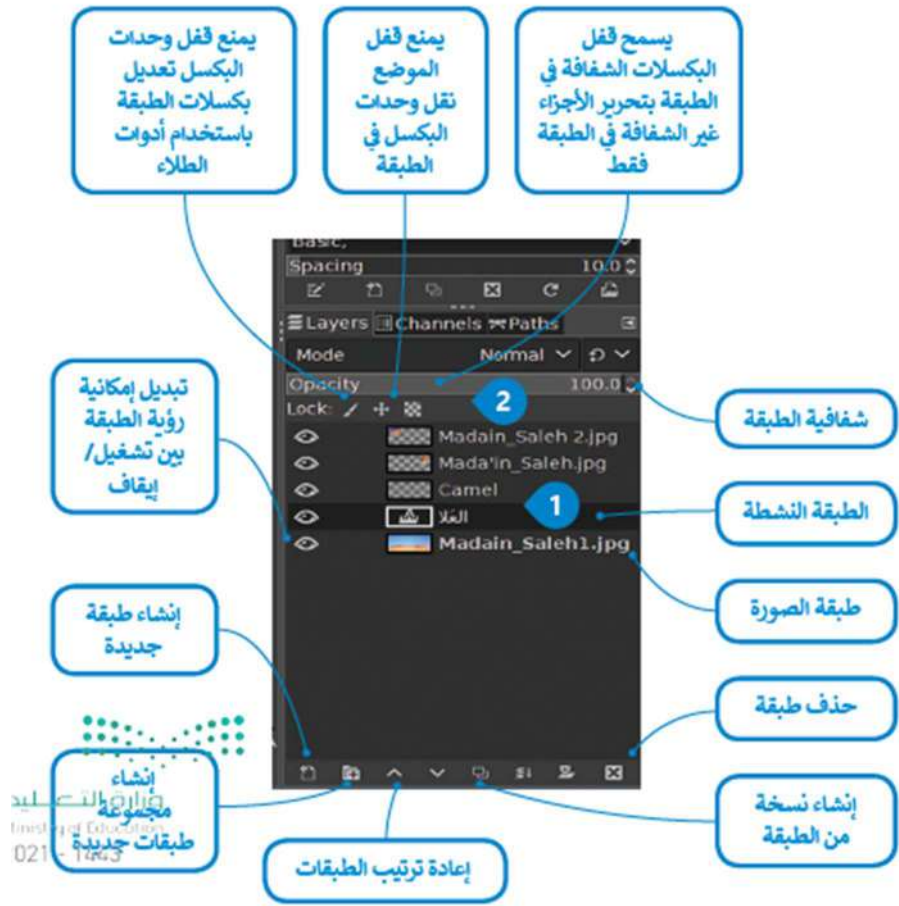 يمنع قفل وحدات
البكسل تعديل
بكسلات الطبقة
باستخدام أدوات
الطلاء
يمنع قفل
الموضع
نقل وحدات
البكسل في
الطبقة
يسمح قفل
البكسلات الشفافة في
الطبقة بتحرير الأجزاء
غير الشفافة في الطبقة
فقط
Basic,
Spacing 10.0
Layers Channels Paths
Mode Normal
Opacity 100.0
Lock:
2
Madain_Saleh 2.jpg
Mada'in_Saleh.jpg
Camel
1
العُلا
Madain_Saleh1.jpg
تبديل إمكانية
رؤية الطبقة
بين تشغيل/
إيقاف
شفافية الطبقة
الطبقة النشطة
طبقة الصورة
إنشاء طبقة
جديدة
حذف طبقة
إنشاء
مجموعة
طبقات جديدة
إعادة ترتيب الطبقات
إنشاء نسخة
من الطبقة
وزارة التعليم
Ministry of Education
021 - 1443